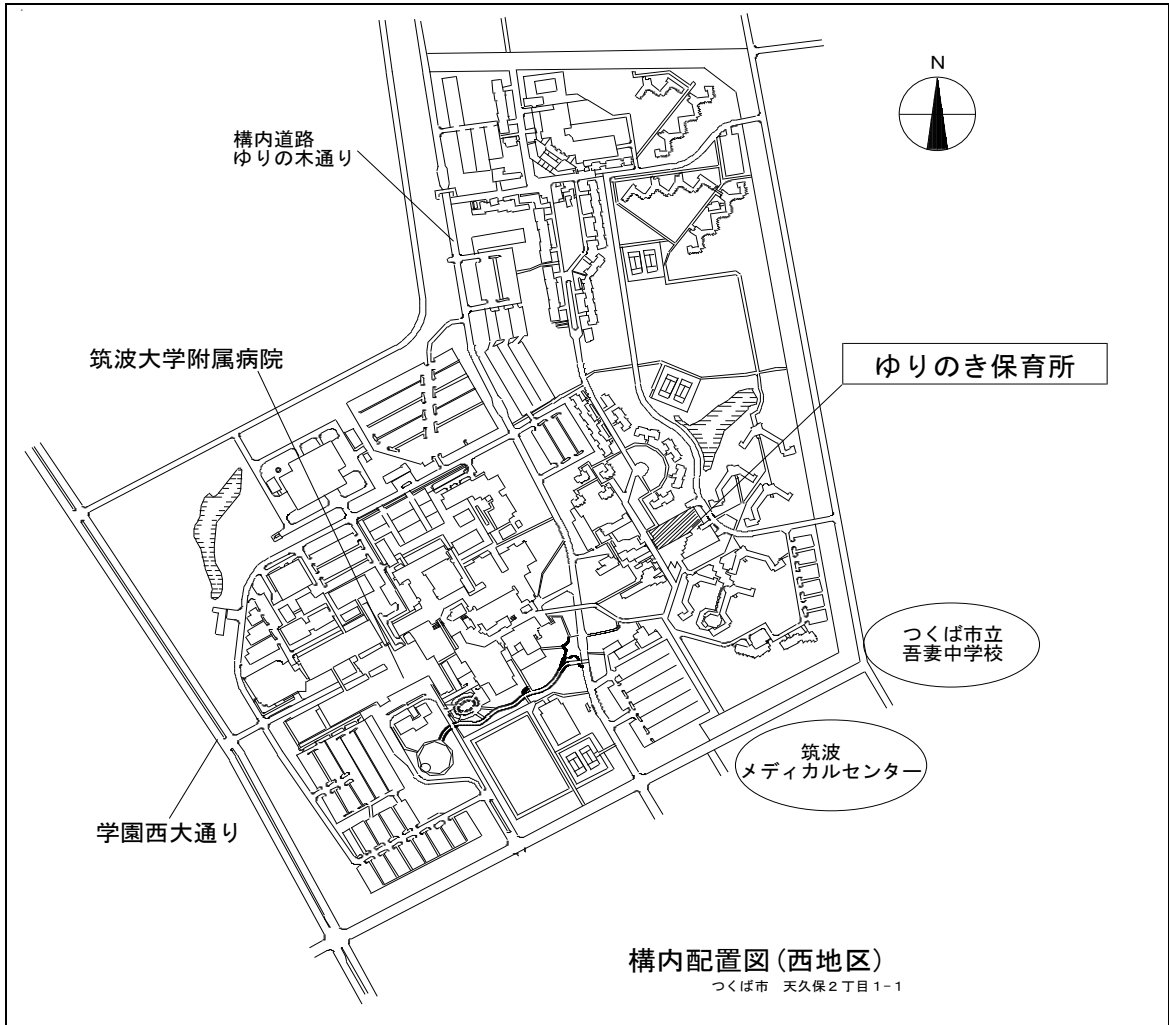 N
構内道路
ゆりの木通り
筑波大学附属病院
ゆりのき保育所
つくば市立
吾妻中学校
筑波
メディカルセンター
学園西大通り
構内配置図(西地区)
つくば市 天久保2丁目1-1